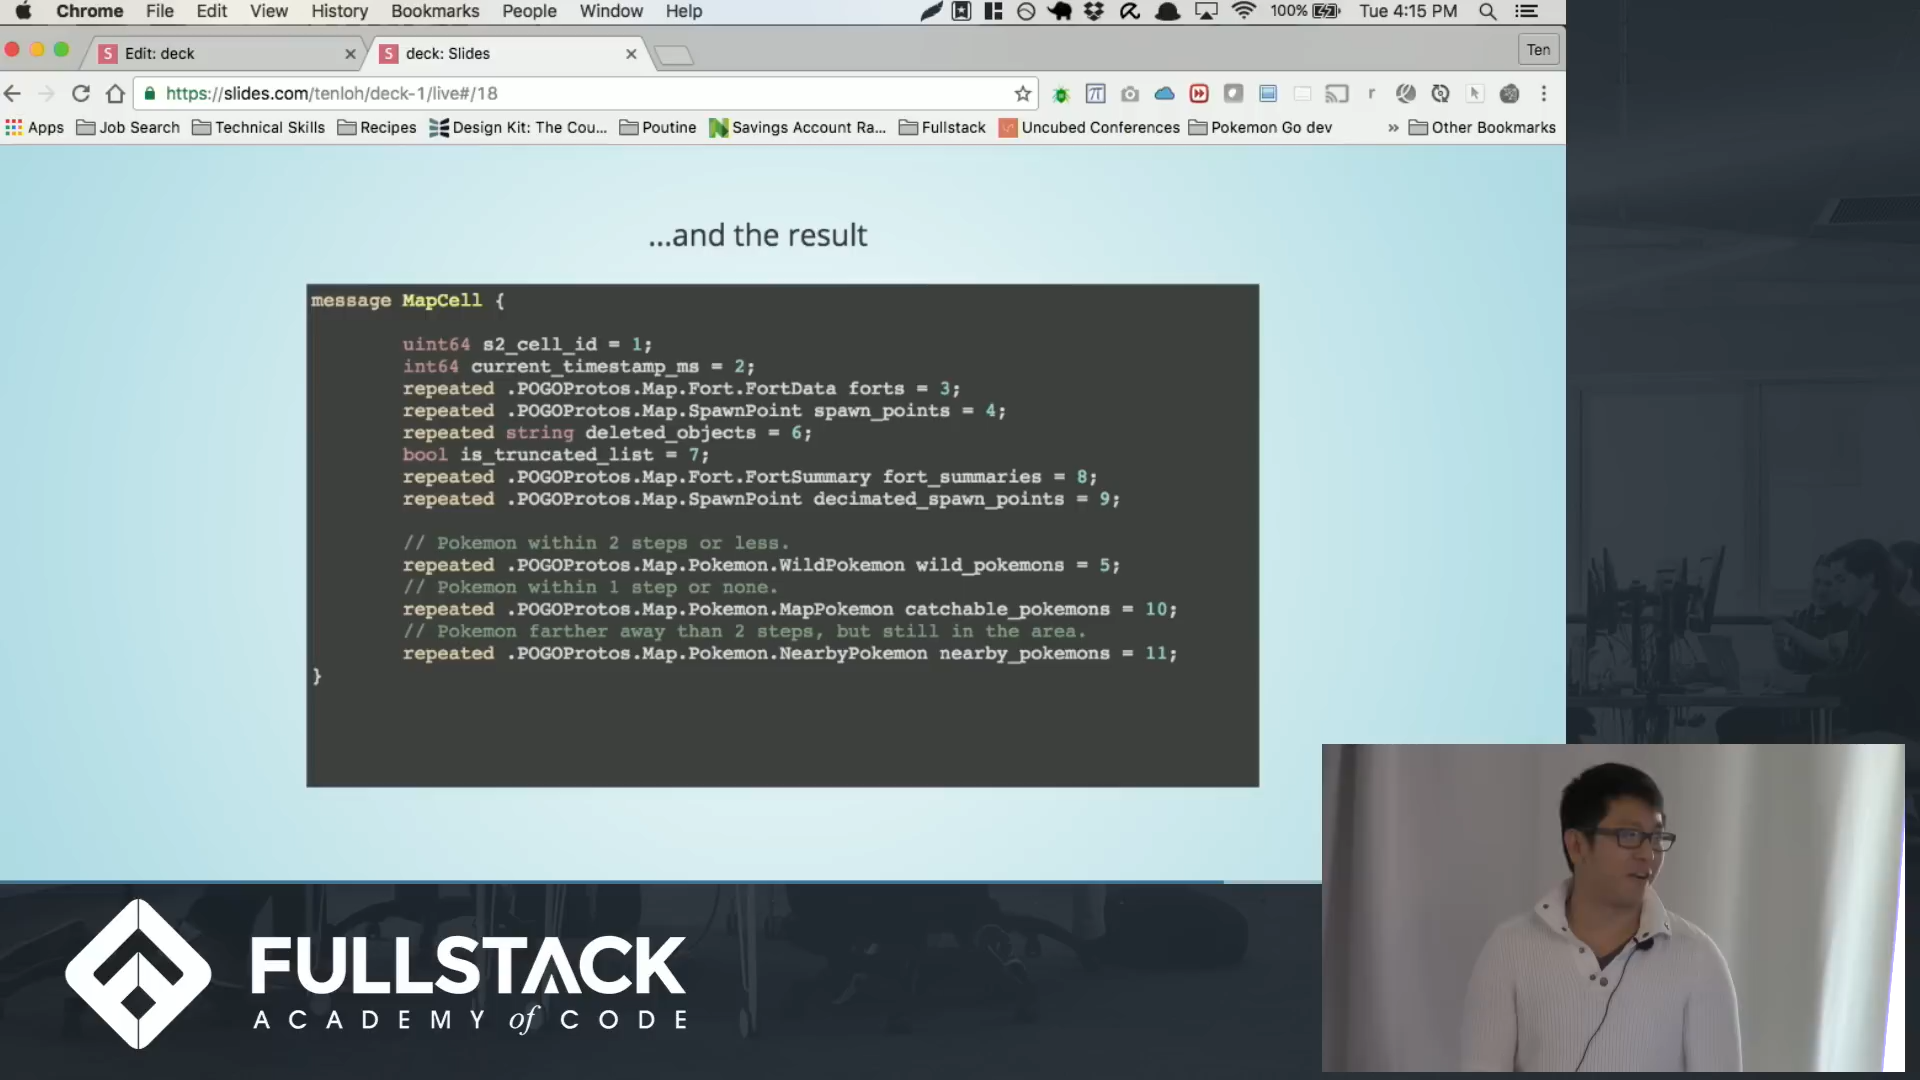 Chrome File Edit View History Bookmarks People Window Help 100% Tue 4:15 PM
S Edit: deck S deck: Slides Ten
https://slides.com/tenloh/deck-1/live#/18
Apps Job Search Technical Skills Recipes Design Kit: The Cou... Poutine Savings Account Ra... Fullstack Uncubed Conferences Pokemon Go dev » Other Bookmarks
...and the result
message MapCell {
uint64 s2_cell_id = 1;
int64 current_timestamp_ms = 2;
repeated .POGOProtos.Map.Fort.FortData forts = 3;
repeated .POGOProtos.Map.SpawnPoint spawn_points = 4;
repeated string deleted_objects = 6;
bool is_truncated_list = 7;
repeated .POGOProtos.Map.Fort.FortSummary fort_summaries = 8;
repeated .POGOProtos.Map.SpawnPoint decimated_spawn_points = 9;
// Pokemon within 2 steps or less.
repeated .POGOProtos.Map.Pokemon.WildPokemon wild_pokemons = 5;
// Pokemon within 1 step or none.
repeated .POGOProtos.Map.Pokemon.MapPokemon catchable_pokemons = 10;
// Pokemon farther away than 2 steps, but still in the area.
repeated .POGOProtos.Map.Pokemon.NearbyPokemon nearby_pokemons = 11;
}
FULLSTACK
ACADEMY of CODE